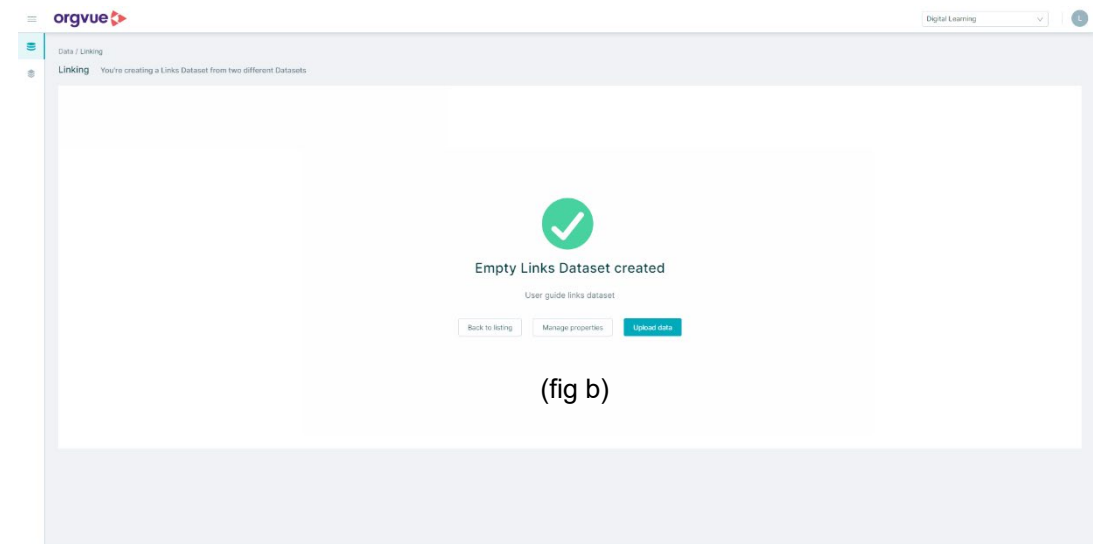 orgvue
Digital Learning
L
Data / Linking
Linking You're creating a Links Dataset from two different Datasets
Empty Links Dataset created
User guide links dataset
Back to listing Manage properties Upload data
(fig b)